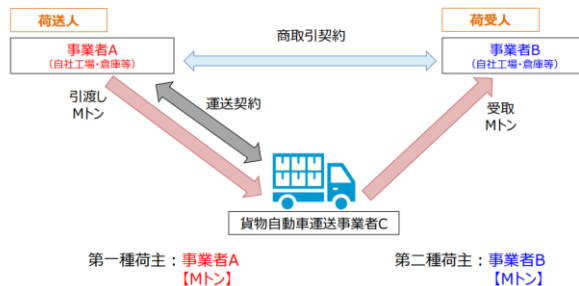 荷送人
荷受人
事業者A
(自社工場・倉庫等)
商取引契約
事業者B
(自社工場・倉庫等)
引渡し
Mトン
運送契約
受取
Mトン
貨物自動車運送事業者C
第一種荷主：事業者A
【Mトン】
第二種荷主：事業者B
【Mトン】